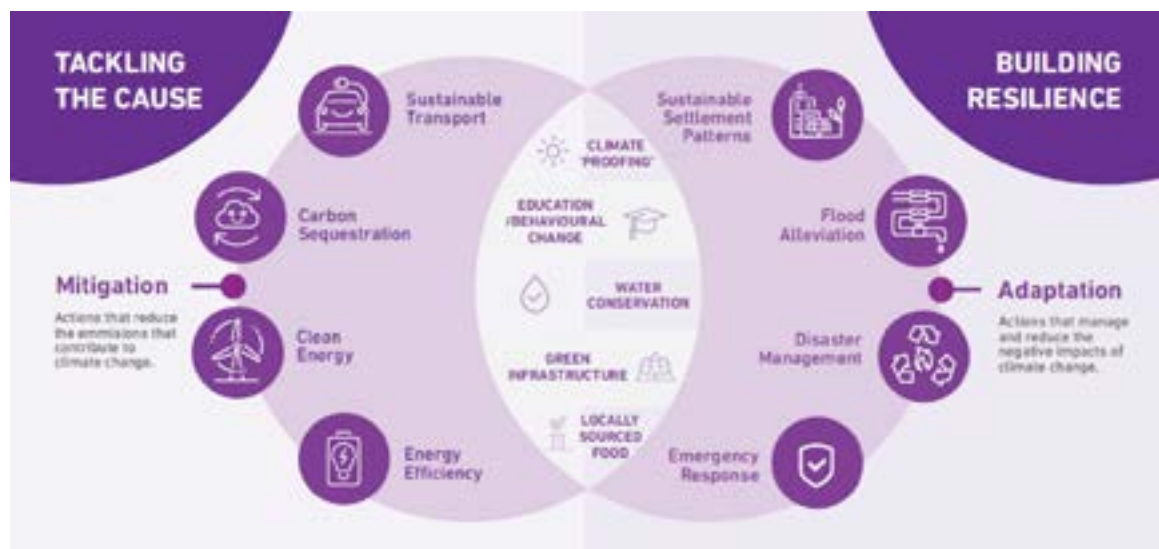 TACKLING
THE CAUSE
Sustainable
Transport
Carbon
Sequestration
Mitigation
Actions that reduce
the emmisions that
contribute to
climate change.
Clean
Energy
Energy
Efficiency
CLIMATE
'PROOFING'
EDUCATION
/BEHAVIOURAL
CHANGE
WATER
CONSERVATION
GREEN
INFRASTRUCTURE
LOCALLY
SOURCED
FOOD
BUILDING
RESILIENCE
Sustainable
Settlement
Patterns
Flood
Alleviation
Adaptation
Actions that manage
and reduce the
negative impacts of
climate change.
Disaster
Management
Emergency
Response